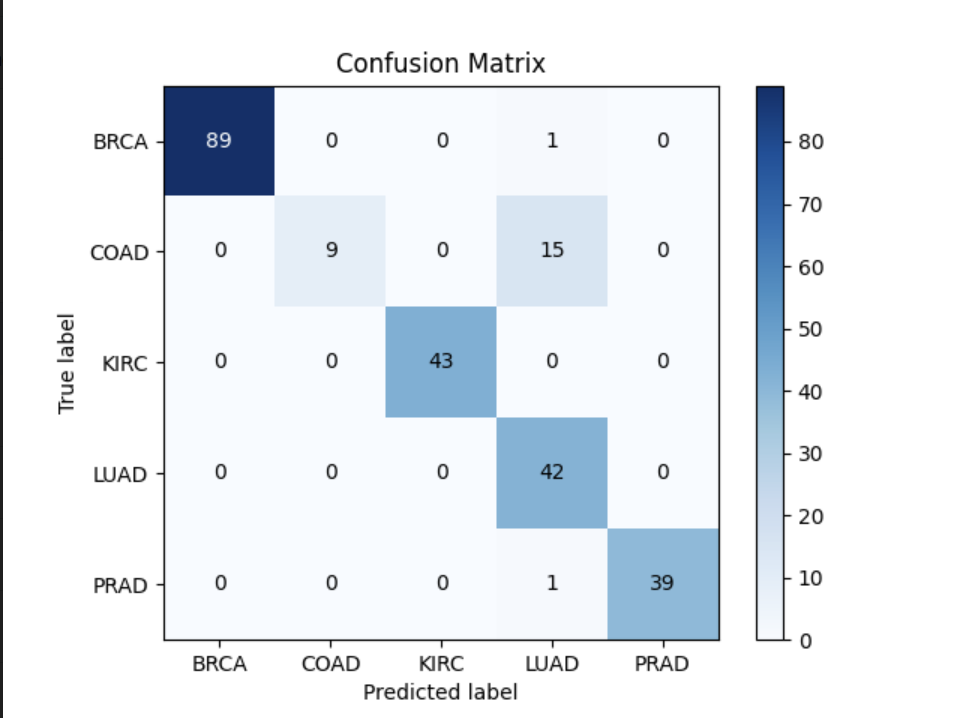 Confusion Matrix
BRCA 89 0 0 1 0
COAD 0 9 0 15 0
KIRC 0 0 43 0 0
LUAD 0 0 0 42 0
PRAD 0 0 0 1 39
BRCA COAD KIRC LUAD PRAD
Predicted label
True label
80
70
60
50
40
30
20
10
0